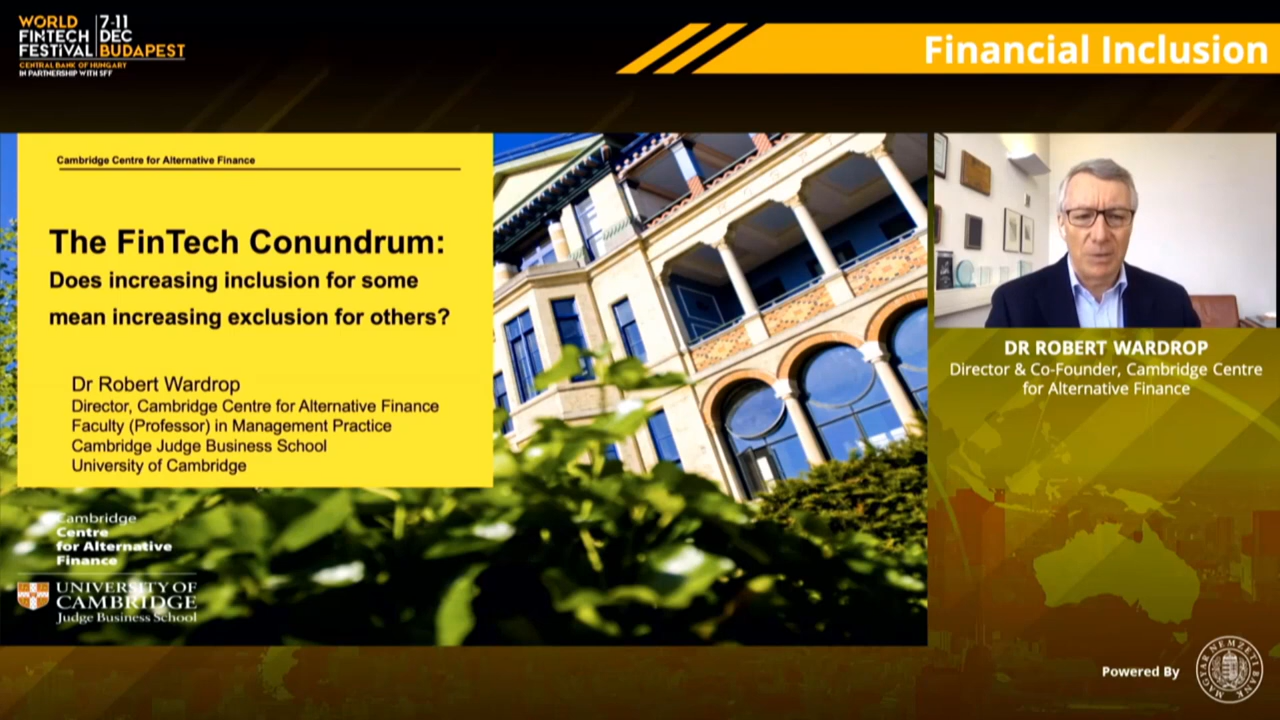 WORLD
FINTECH
FESTIVAL
7-11
DEC
BUDAPEST
CENTRAL BANK OF HUNGARY
IN PARTNERSHIP WITH SFF
Financial Inclusion
Cambridge Centre for Alternative Finance
The FinTech Conundrum:
Does increasing inclusion for some
mean increasing exclusion for others?
Dr Robert Wardrop
Director, Cambridge Centre for Alternative Finance
Faculty (Professor) in Management Practice
Cambridge Judge Business School
University of Cambridge
Cambridge
Centre
for Alternative
Finance
UNIVERSITY OF
CAMBRIDGE
Judge Business School
DR ROBERT WARDROP
Director & Co-Founder, Cambridge Centre
for Alternative Finance
Powered By
MAGYAR NEMZETI BANK